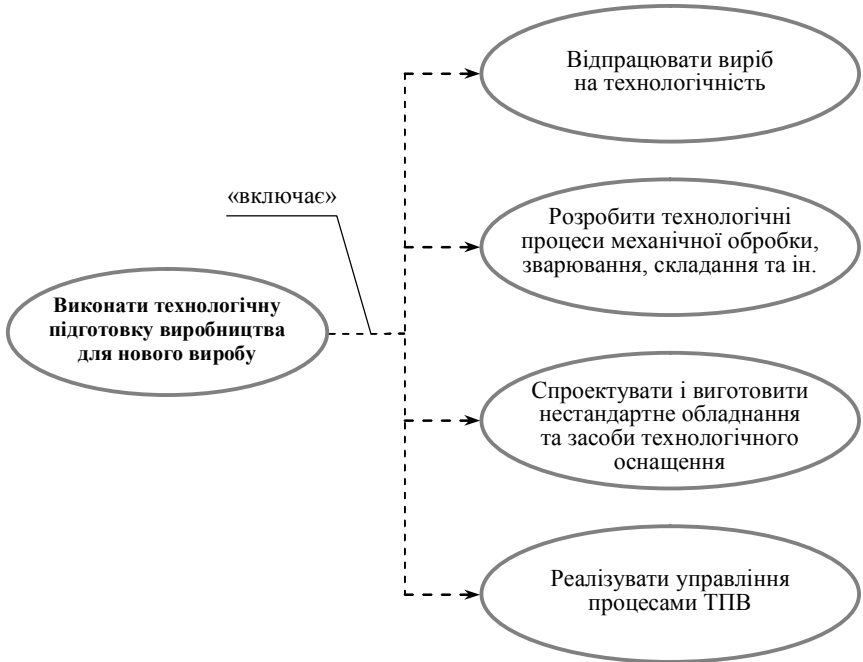 Відпрацювати виріб
на технологічність
«включає»
Розробити технологічні
процеси механічної обробки,
зварювання, складання та ін.
Виконати технологічну
підготовку виробництва
для нового виробу
Спроектувати і виготовити
нестандартне обладнання
та засоби технологічного
оснащення
Реалізувати управління
процесами ТПВ